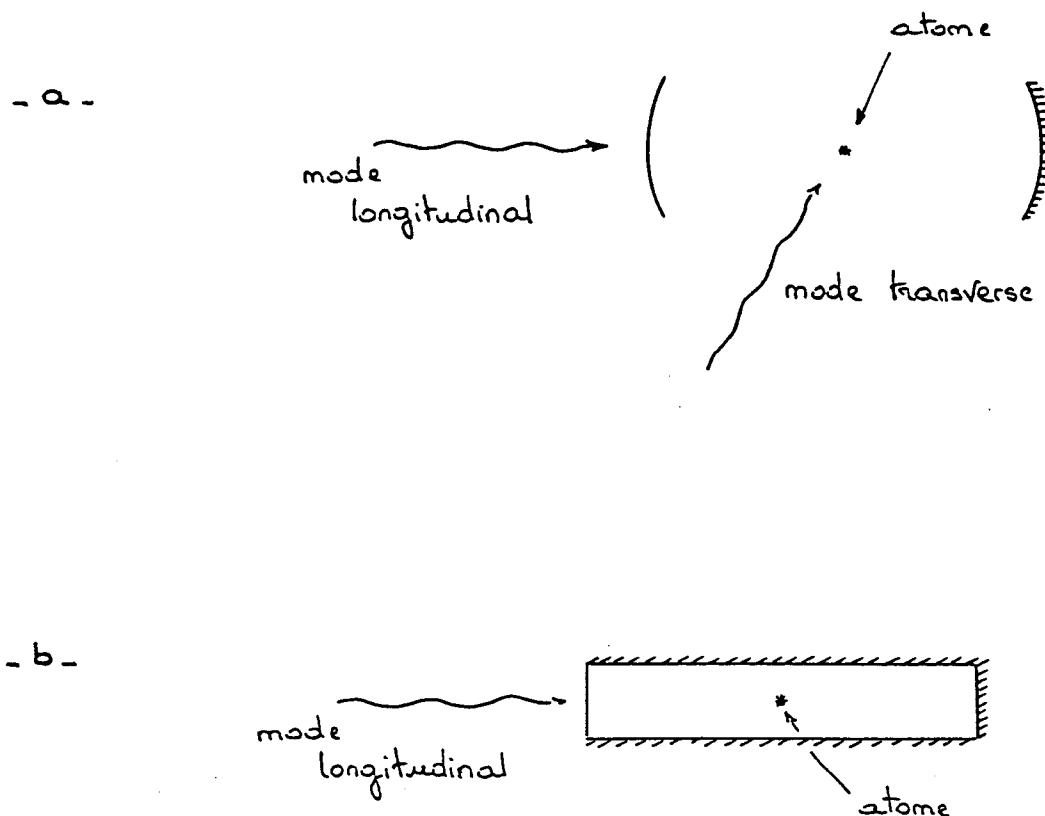 atome
- a -
mode
longitudinal
mode transverse
- b -
mode
longitudinal
atome